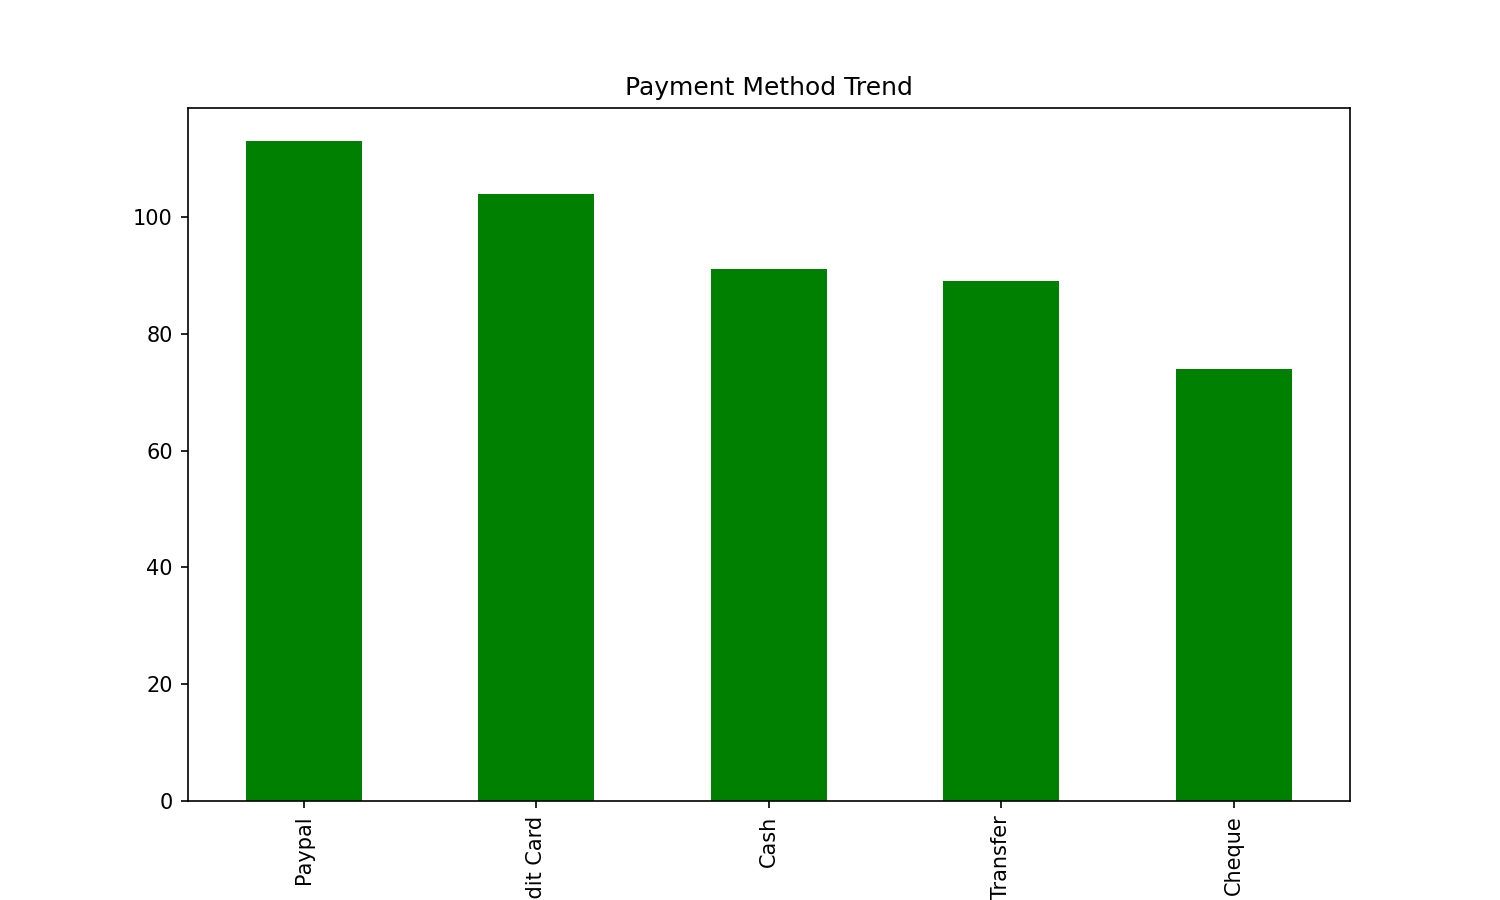 Payment Method Trend
100
80
60
40
20
0
Paypal
dit Card
Cash
Transfer
Cheque